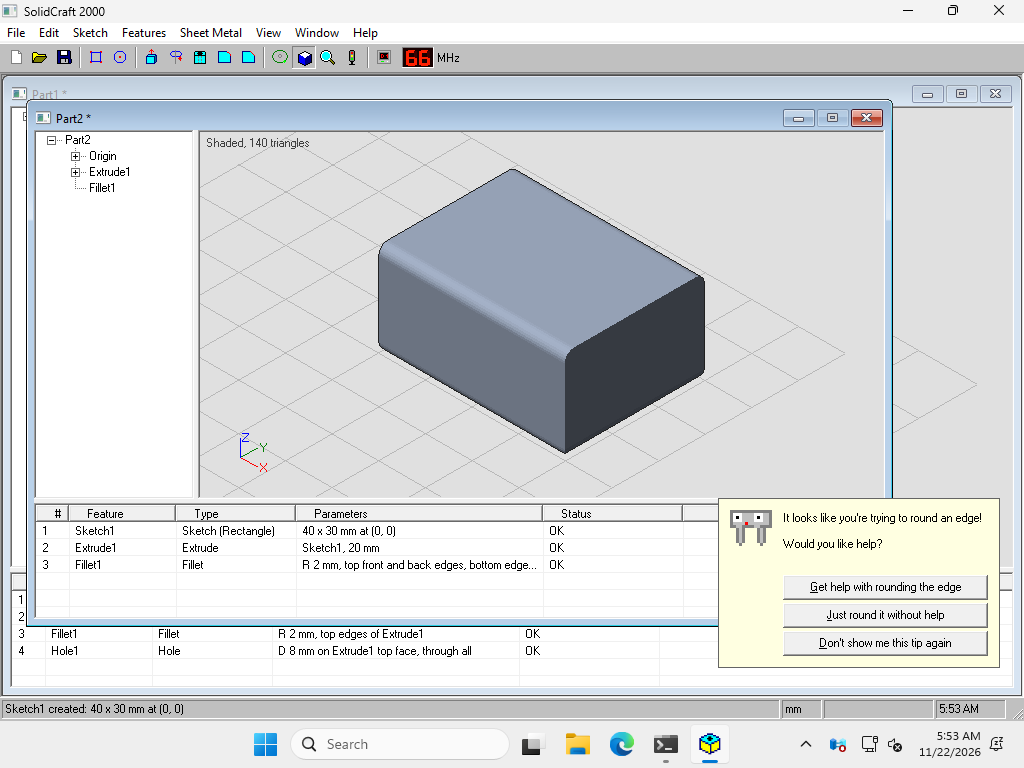 SolidCraft 2000
File Edit Sketch Features Sheet Metal View Window Help
66 MHz
Part1 *
Part2 *
Part2
Origin
Extrude1
Fillet1
Shaded, 140 triangles
Z
Y
X
# Feature Type Parameters Status
1 Sketch1 Sketch (Rectangle) 40 x 30 mm at (0, 0) OK
2 Extrude1 Extrude Sketch1, 20 mm OK
3 Fillet1 Fillet R 2 mm, top front and back edges, bottom edge... OK
It looks like you're trying to round an edge!
Would you like help?
Get help with rounding the edge
Just round it without help
Don't show me this tip again
1
2
3 Fillet1 Fillet R 2 mm, top edges of Extrude1 OK
4 Hole1 Hole D 8 mm on Extrude1 top face, through all OK
Sketch1 created: 40 x 30 mm at (0, 0) mm 5:53 AM
Search
5:53 AM
11/22/2026